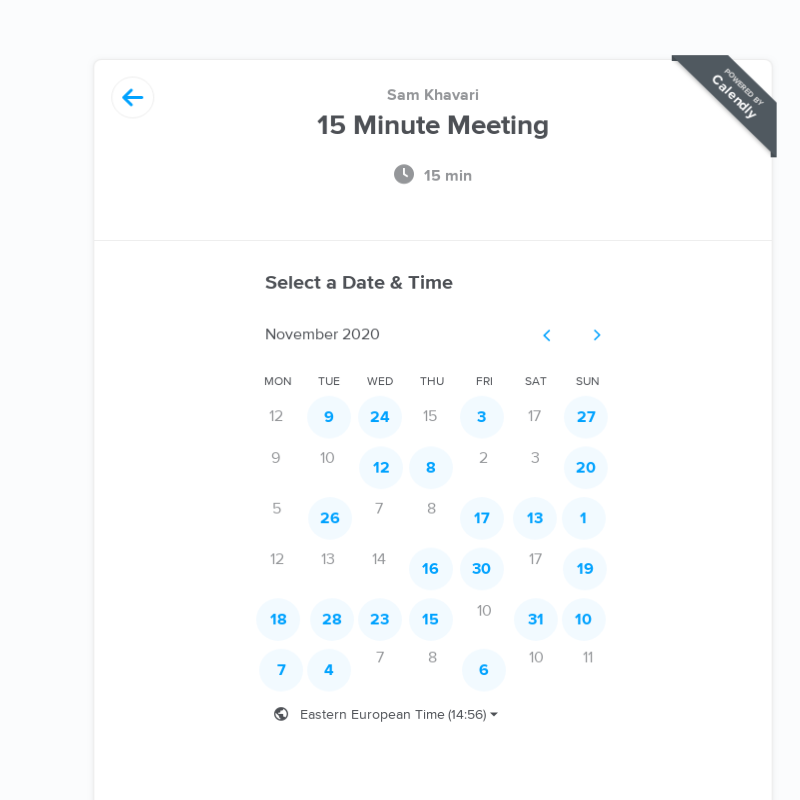 Sam Khavari
15 Minute Meeting
15 min
POWERED BY
Calendly
Select a Date & Time
November 2020
MON TUE WED THU FRI SAT SUN
12 9 24 15 3 17 27
9 10 12 8 2 3 20
5 26 7 8 17 13 1
12 13 14 16 30 17 19
18 28 23 15 10 31 10
7 4 7 8 6 10 11
Eastern European Time (14:56)